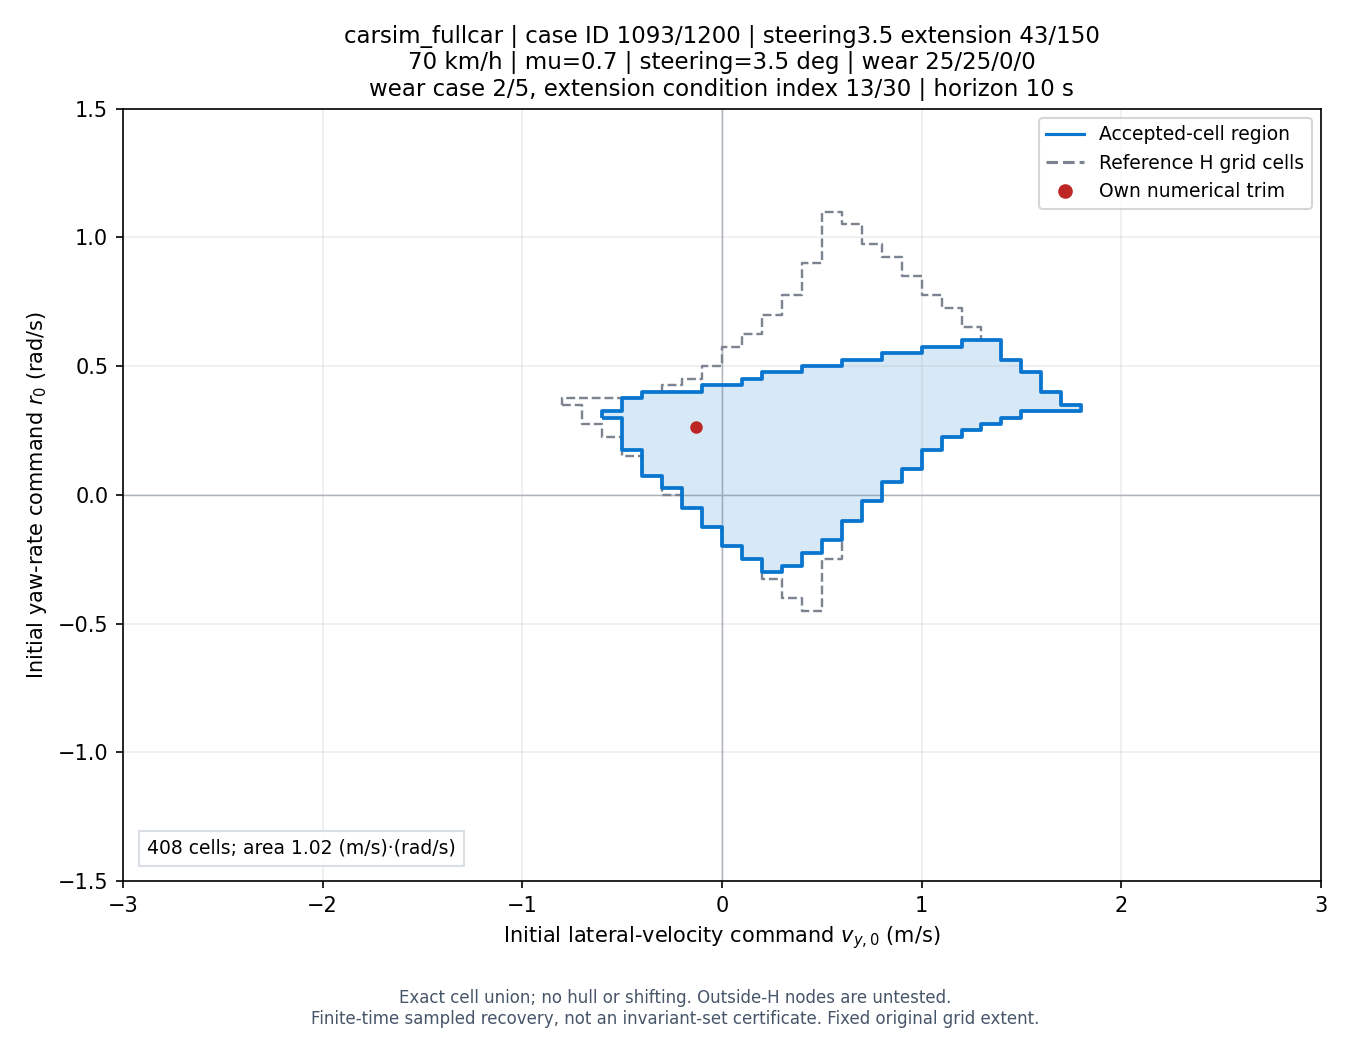 carsim_fullcar | case ID 1093/1200 | steering3.5 extension 43/150
70 km/h | mu=0.7 | steering=3.5 deg | wear 25/25/0/0
wear case 2/5, extension condition index 13/30 | horizon 10 s
Accepted-cell region
Reference H grid cells
Own numerical trim
1.5
1.0
0.5
0.0
−0.5
−1.0
−1.5
Initial yaw-rate command r0 (rad/s)
408 cells; area 1.02 (m/s)·(rad/s)
−3
−2
−1
0
1
2
3
Initial lateral-velocity command vy,0 (m/s)
Exact cell union; no hull or shifting. Outside-H nodes are untested.
Finite-time sampled recovery, not an invariant-set certificate. Fixed original grid extent.